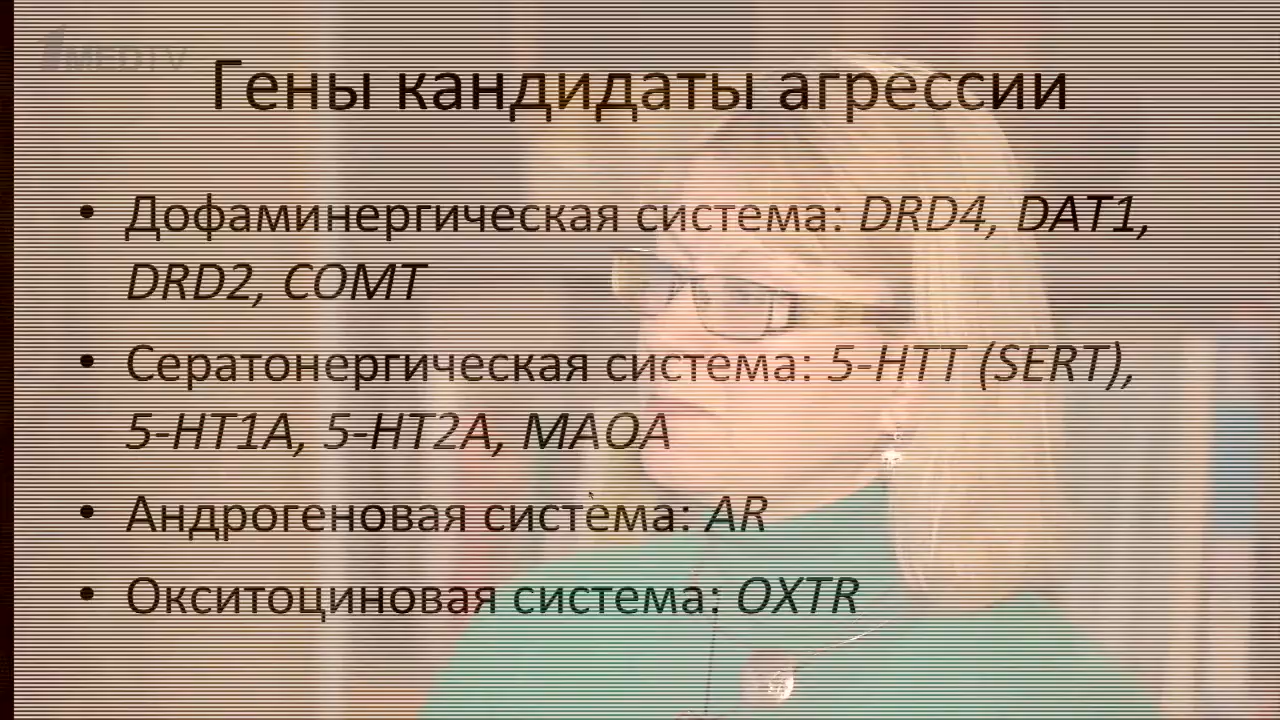 1MEDTV
Гены кандидаты агрессии
• Дофаминергическая система: DRD4, DAT1,
DRD2, COMT
• Сератонергическая система: 5-HTT (SERT),
5-HT1A, 5-HT2A, MAOA
• Андрогеновая система: AR
• Окситоциновая система: OXTR